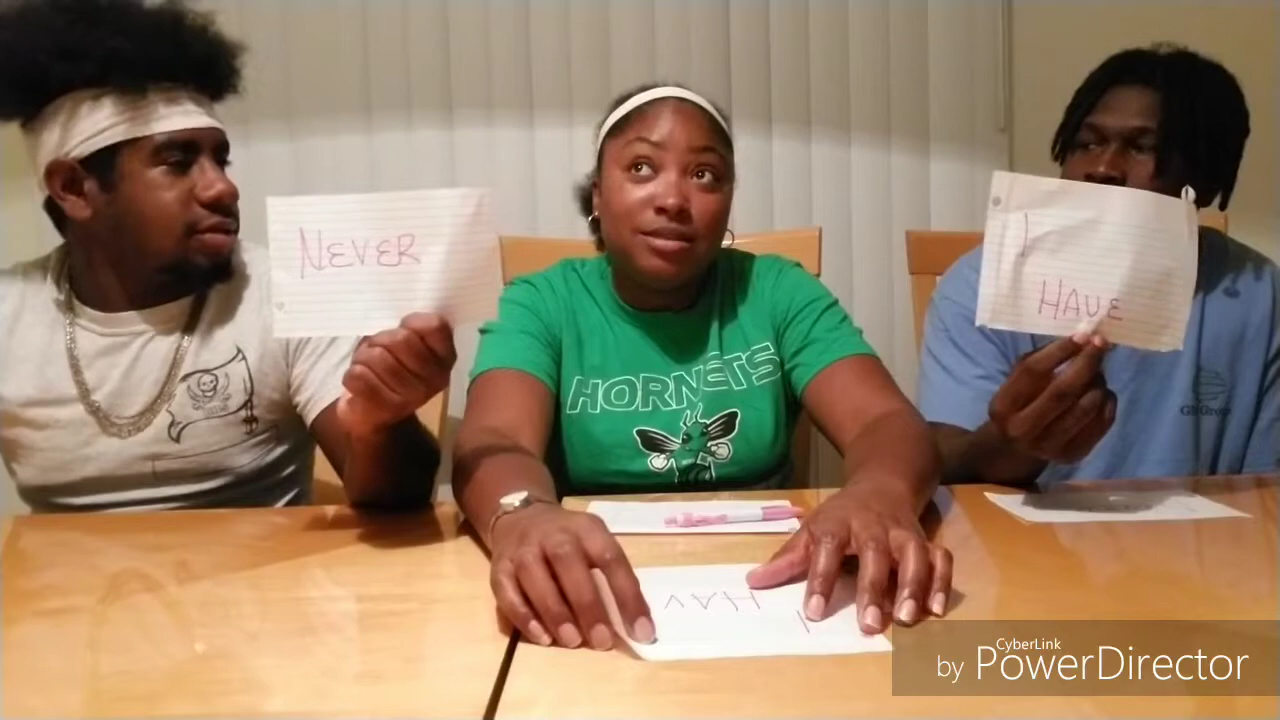 NEVER
I
HAVE
HORNETS
I HAV
CyberLink
by PowerDirector